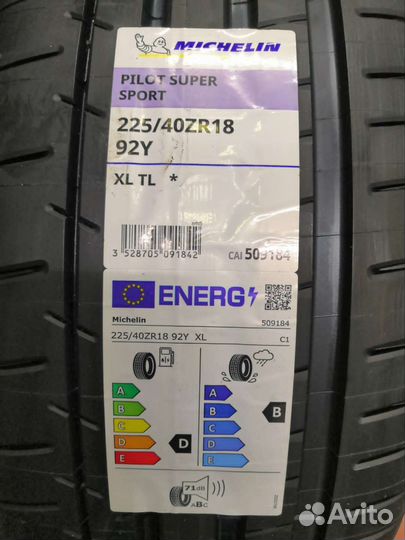 MICHELIN
PILOT SUPER
SPORT
225/40ZR18
92Y
XL TL *
3 528705 091842
CAI 509184
ENERG
Michelin 509184
225/40ZR18 92Y XL C1
A A
B B B
C C
D D D
E E
71dB
ABC
Avito